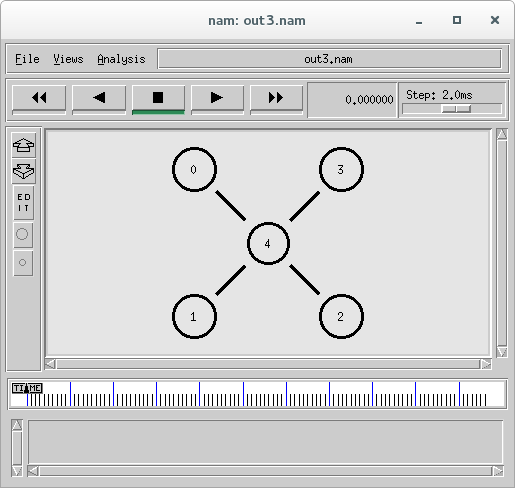 nam: out3.nam
File Views Analysis out3.nam
0.000000 Step: 2.0ms
ED
IT
0 3
4
1 2
TIME